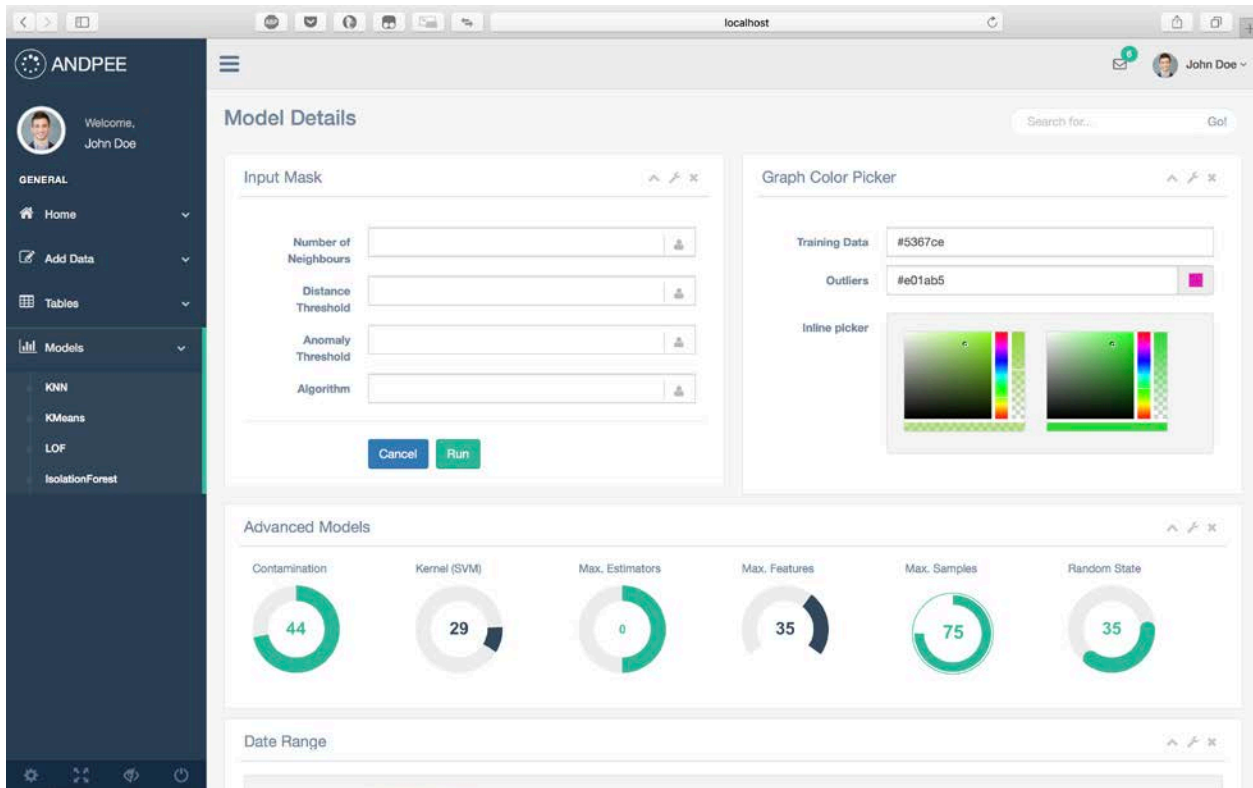 localhost
ANDPEE
6
John Doe
Welcome,
John Doe
GENERAL
Home
Add Data
Tables
Models
KNN
KMeans
LOF
IsolationForest
Model Details
Search for...
Go!
Input Mask
Number of
Neighbours
Distance
Threshold
Anomaly
Threshold
Algorithm
Cancel
Run
Graph Color Picker
Training Data
#5367ce
Outliers
#e01ab5
Inline picker
Advanced Models
Contamination
Kernel (SVM)
Max. Estimators
Max. Features
Max. Samples
Random State
44
29
0
35
75
35
Date Range